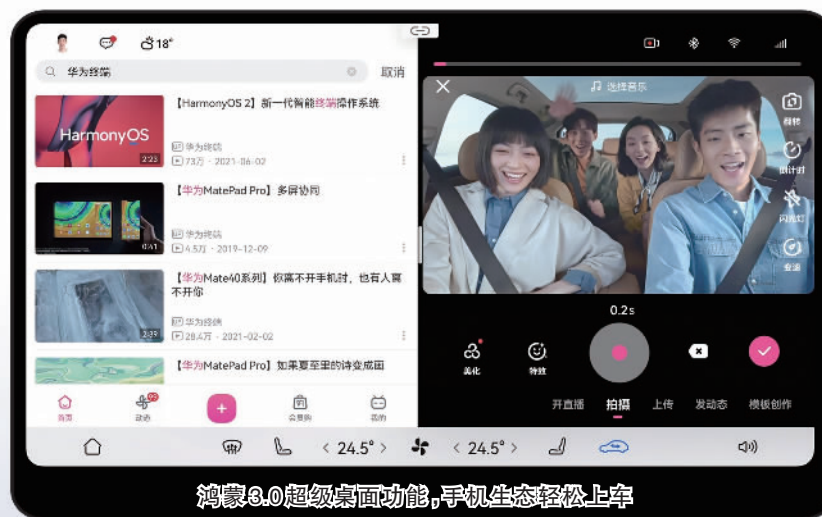 18°
华为终端
取消
【HarmonyOS 2】新一代智能终端操作系统
HarmonyOS
2:23
华为终端
73万 · 2021-06-02
【华为MatePad Pro】多屏协同
0:41
华为终端
4.5万 · 2019-12-09
【华为Mate40系列】你离不开手机时，也有人离
不开你
2:39
华为终端
28.4万 · 2021-02-02
【华为MatePad Pro】如果夏至里的诗变成画
首页
动态
99
会员购
我的
选择音乐
翻转
倒计时
闪光灯
变速
0.2s
美化
特效
开直播 拍摄 上传 发动态 模板创作
< 24.5° >
< 24.5° >
鸿蒙3.0超级桌面功能，手机生态轻松上车